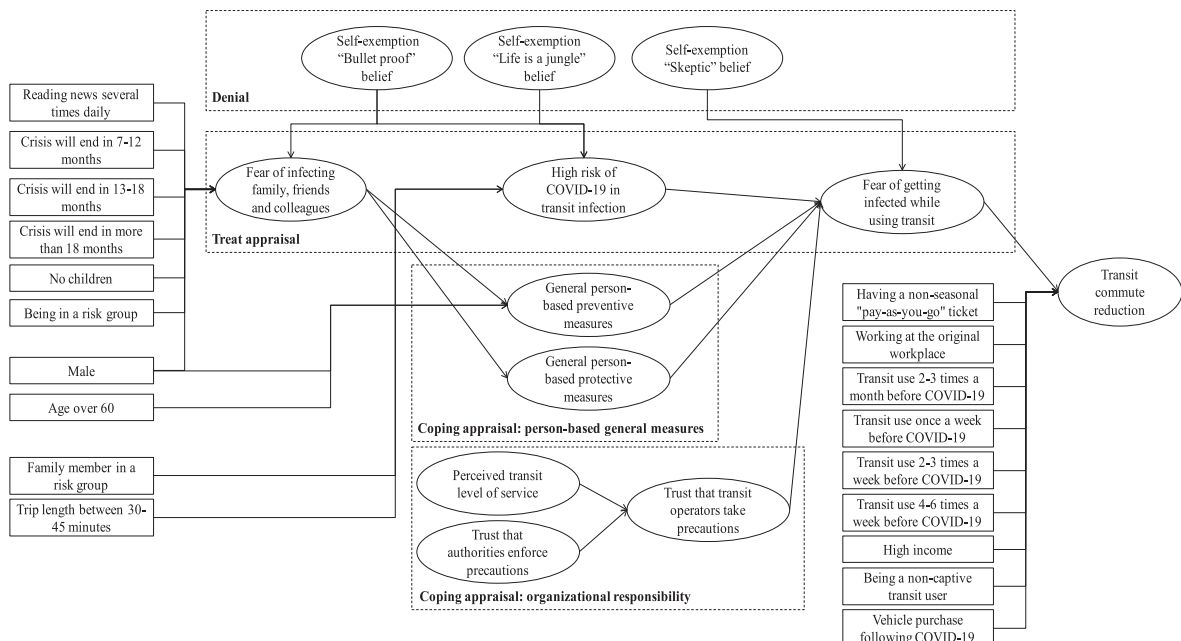 Self-exemption
“Bullet proof”
belief
Self-exemption
“Life is a jungle”
belief
Self-exemption
“Skeptic” belief
Denial
Reading news several
times daily
Crisis will end in 7-12
months
Crisis will end in 13-18
months
Crisis will end in more
than 18 months
No children
Being in a risk group
Male
Age over 60
Family member in a
risk group
Trip length between 30-
45 minutes
Fear of infecting
family, friends
and colleagues
High risk of
COVID-19 in
transit infection
Fear of getting
infected while
using transit
Treat appraisal
General person-
based preventive
measures
General person-
based protective
measures
Coping appraisal: person-based general measures
Perceived transit
level of service
Trust that
authorities enforce
precautions
Trust that transit
operators take
precautions
Coping appraisal: organizational responsibility
Transit
commute
reduction
Having a non-seasonal
"pay-as-you-go" ticket
Working at the original
workplace
Transit use 2-3 times a
month before COVID-19
Transit use once a week
before COVID-19
Transit use 2-3 times a
week before COVID-19
Transit use 4-6 times a
week before COVID-19
High income
Being a non-captive
transit user
Vehicle purchase
following COVID-19